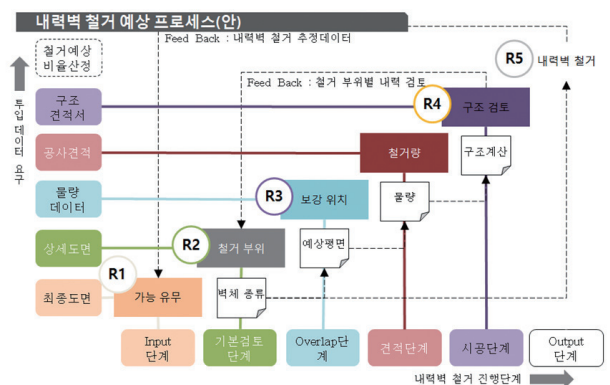 내력벽 철거 예상 프로세스(안)
Feed Back : 내력벽 철거 추정데이터
철거예상
비율산정
R5
내력벽 철거
Feed Back : 철거 부위별 내력 검토
투입 데이터 요구
구조
견적서
R4
구조 검토
공사견적
철거량
구조계산
물량
데이터
R3
보강 위치
물량
상세도면
R2
철거 부위
예상평면
최종도면
R1
가능 유무
벽체 종류
Input
단계
기본검토
단계
Overlap단
계
견적단계
시공단계
Output
단계
내력벽 철거 진행단계